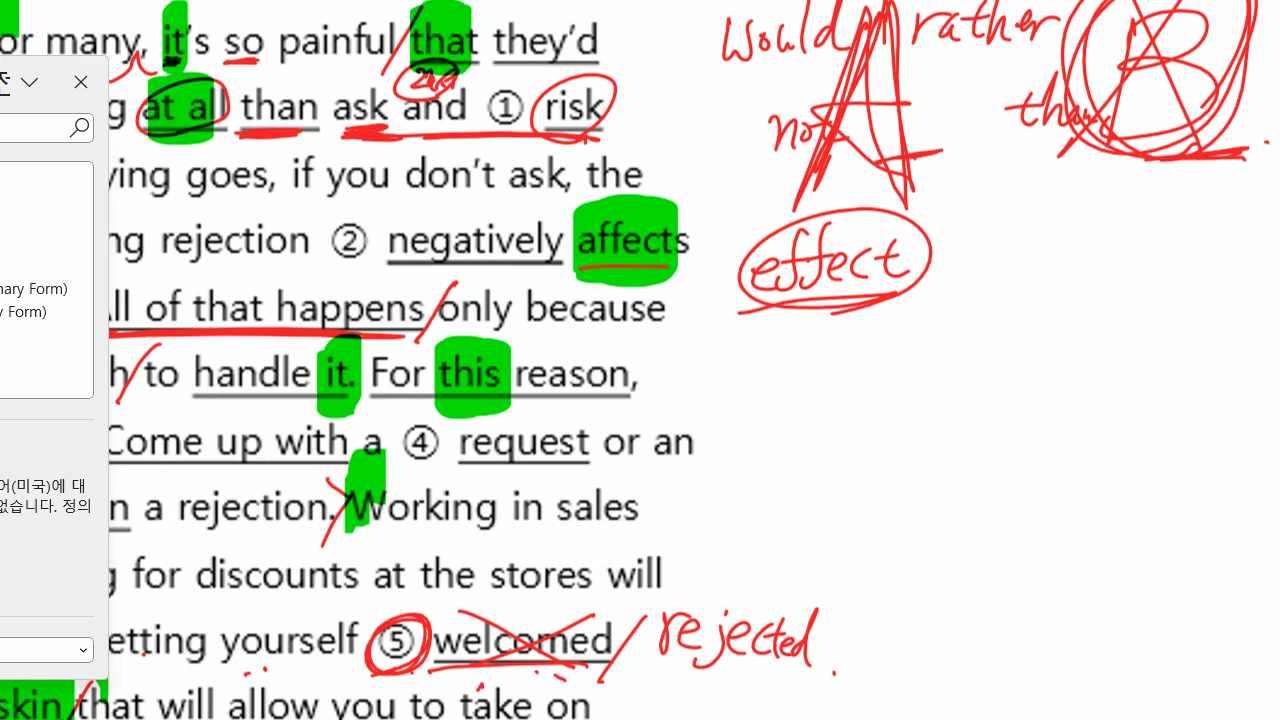 or many, it's so painful that they'd
g at all than ask and ① risk
ying goes, if you don't ask, the
ng rejection ② negatively affects
All of that happens only because
h to handle it. For this reason,
Come up with a ④ request or an
n a rejection. Working in sales
g for discounts at the stores will
etting yourself ⑤ welcomed
skin that will allow you to take on
would A rather
not
than B
effect
rejected
nary Form)
y Form)
어(미국)에 대
없습니다. 정의